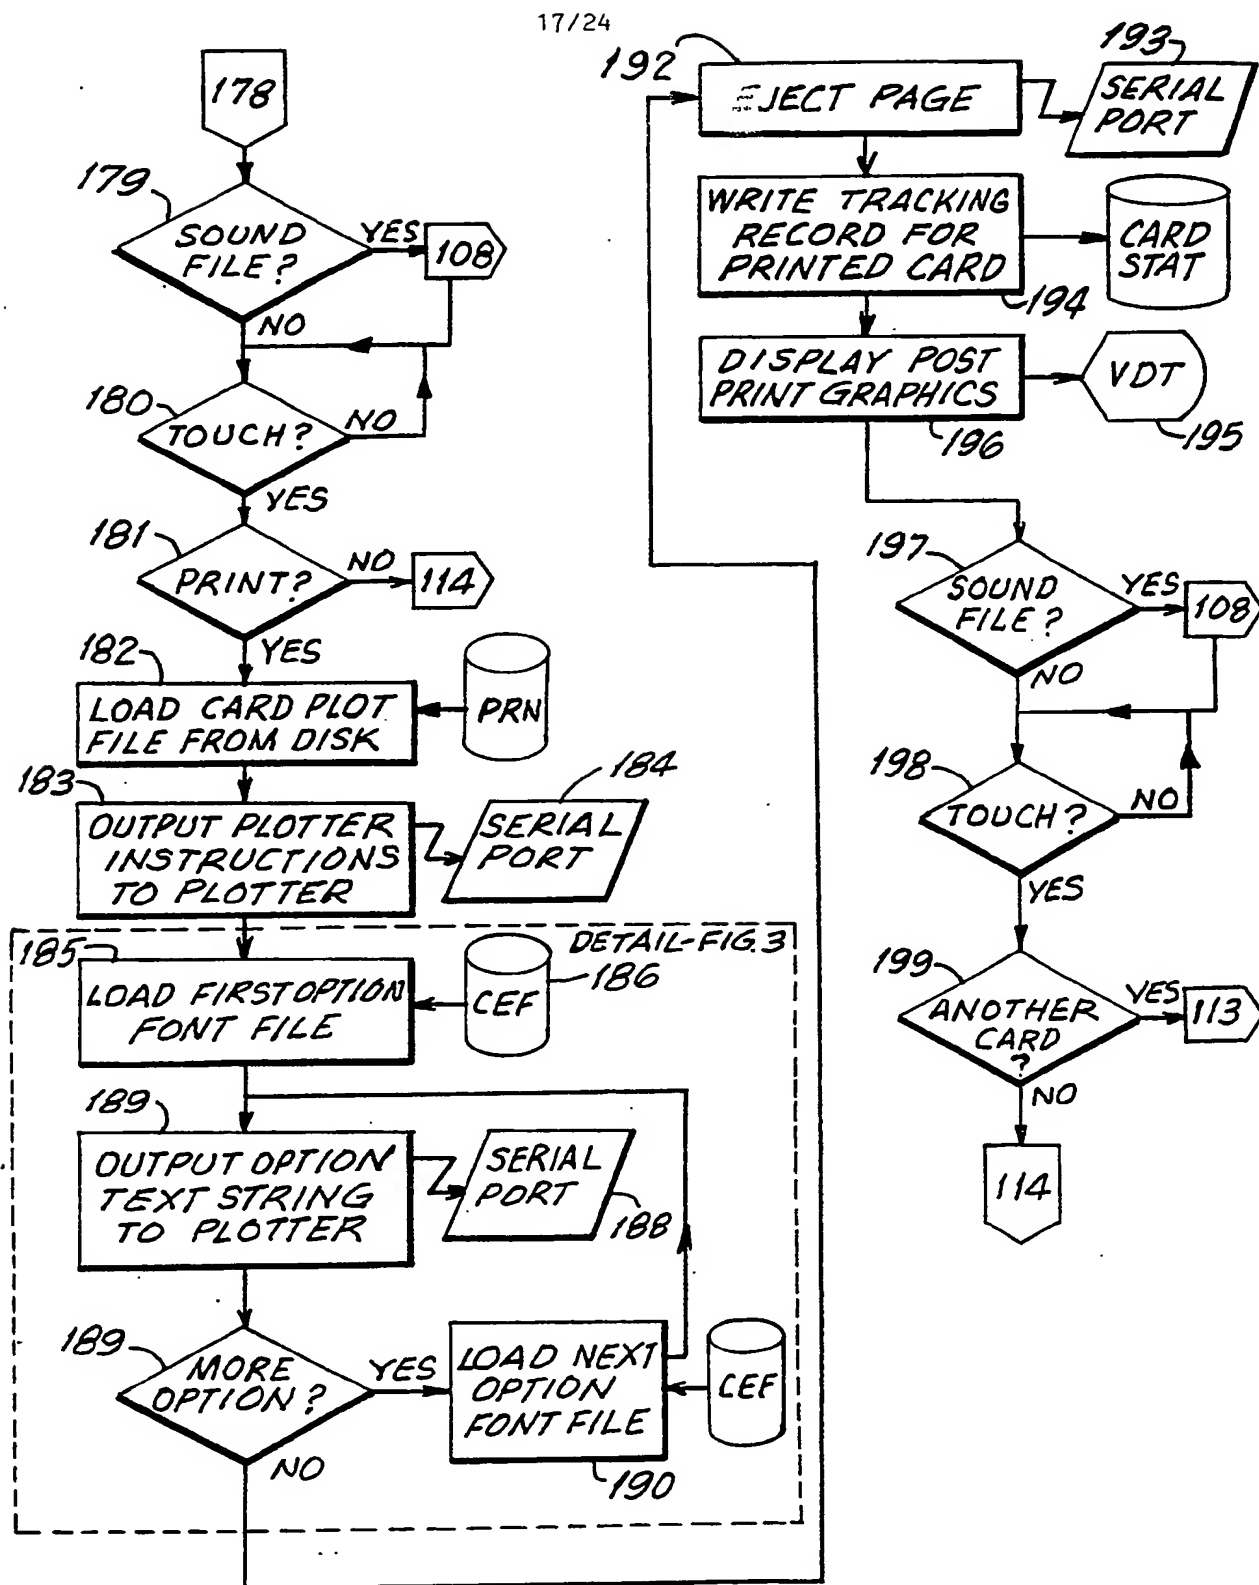 17/24
178
179
SOUND
FILE?
YES
108
NO
180
TOUCH?
NO
YES
181
PRINT?
NO
114
YES
182
LOAD CARD PLOT
FILE FROM DISK
PRN
183
OUTPUT PLOTTER
INSTRUCTIONS
TO PLOTTER
184
SERIAL
PORT
DETAIL-FIG.3
185
LOAD FIRST OPTION
FONT FILE
CEF
186
189
OUTPUT OPTION
TEXT STRING
TO PLOTTER
SERIAL
PORT
188
189
MORE
OPTION?
YES
LOAD NEXT
OPTION
FONT FILE
CEF
190
NO
192
EJECT PAGE
193
SERIAL
PORT
WRITE TRACKING
RECORD FOR
PRINTED CARD
194
CARD
STAT
DISPLAY POST
PRINT GRAPHICS
196
VDT
195
197
SOUND
FILE?
YES
108
NO
198
TOUCH?
NO
YES
199
ANOTHER
CARD
?
YES
113
NO
114